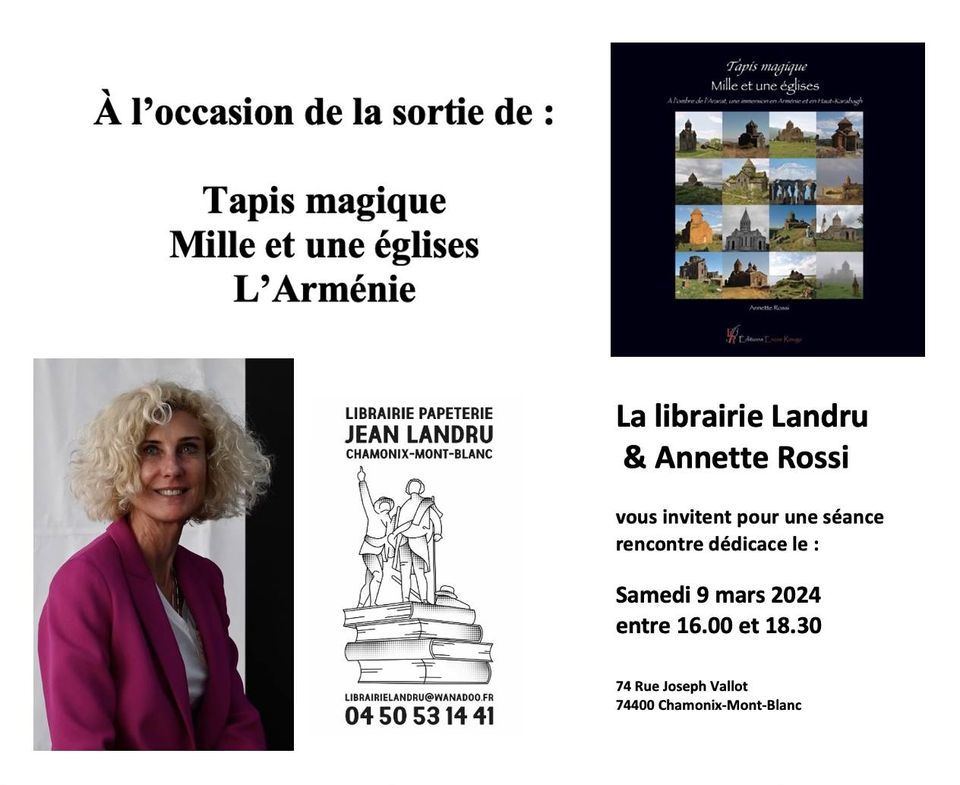 À l’occasion de la sortie de :
Tapis magique
Mille et une églises
L’Arménie
Tapis magique
Mille et une églises
A l'ombre de l'Ararat, une immersion en Arménie et en Haut-Karabagh
Annette Rossi
Editions Encre Rouge
LIBRAIRIE PAPETERIE
JEAN LANDRU
CHAMONIX-MONT-BLANC
LIBRAIRIELANDRU@WANADOO.FR
04 50 53 14 41
La librairie Landru
& Annette Rossi
vous invitent pour une séance
rencontre dédicace le :
Samedi 9 mars 2024
entre 16.00 et 18.30
74 Rue Joseph Vallot
74400 Chamonix-Mont-Blanc